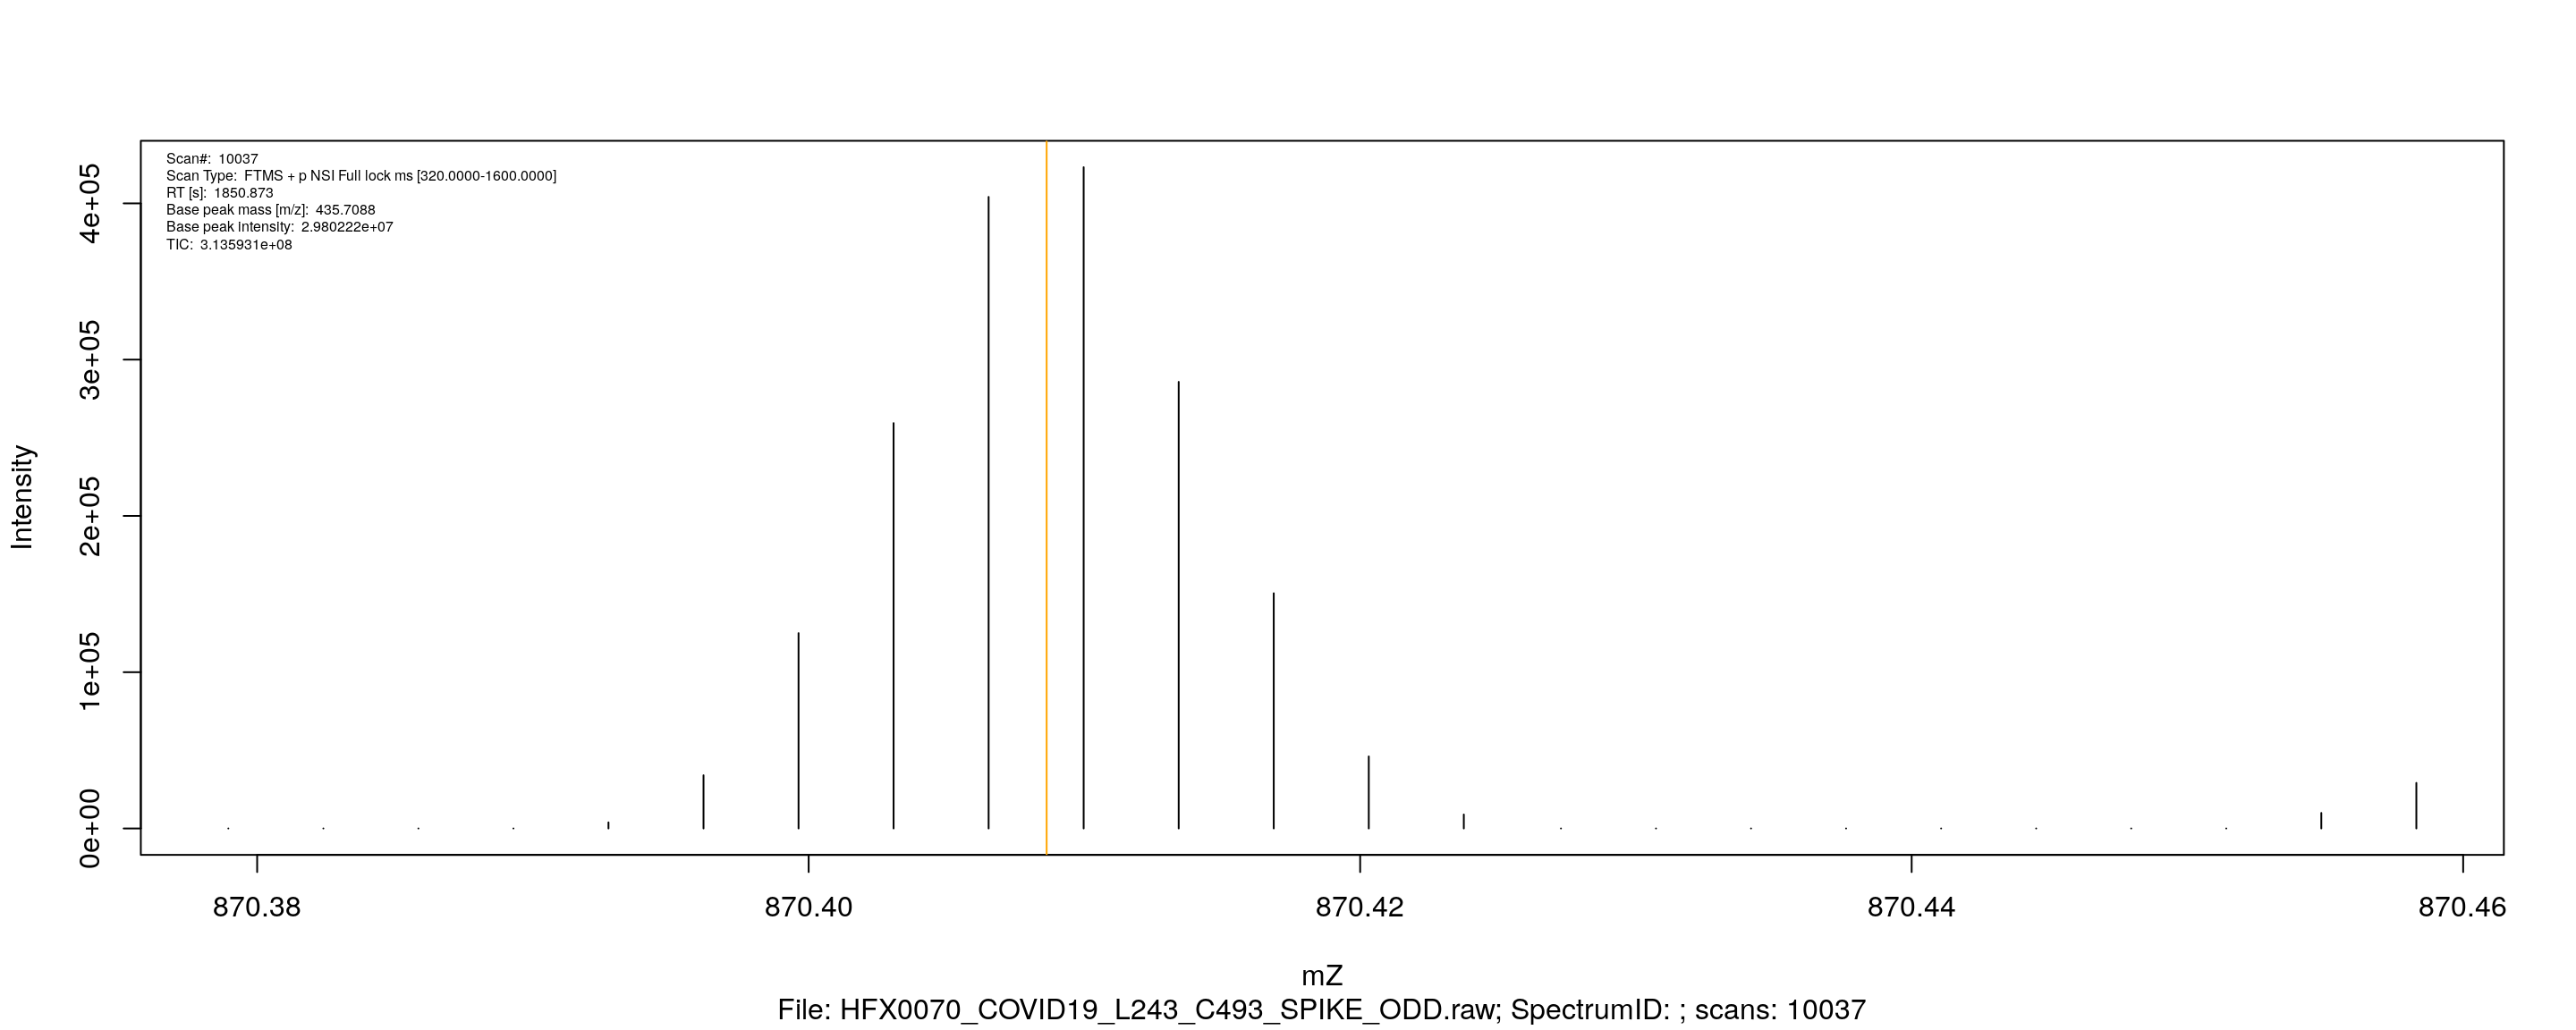 Scan#: 10037
Scan Type: FTMS + p NSI Full lock ms [320.0000-1600.0000]
RT [s]: 1850.873
Base peak mass [m/z]: 435.7088
Base peak intensity: 2.980222e+07
TIC: 3.135931e+08
4e+05
3e+05
2e+05
1e+05
0e+00
Intensity
870.38 870.40 870.42 870.44 870.46
mZ
File: HFX0070_COVID19_L243_C493_SPIKE_ODD.raw; SpectrumID: ; scans: 10037